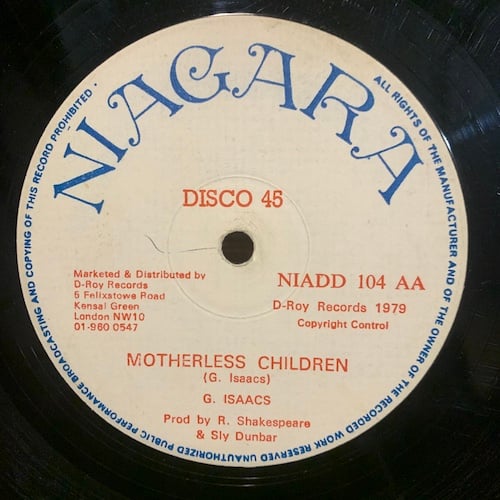 NIAGARA
ALL RIGHTS OF THE MANUFACTURER AND OF THE OWNER OF THE RECORDED WORK RESERVED UNAUTHORISED PUBLIC PERFORMANCE BROADCASTING AND COPYING OF THIS RECORD PROHIBITED.
DISCO 45
Marketed & Distributed by
D-Roy Records
5 Felixstowe Road
Kensal Green
London NW10
01-960 0547
NIADD 104 AA
D-Roy Records 1979
Copyright Control
MOTHERLESS CHILDREN
(G. Isaacs)
G. ISAACS
Prod by R. Shakespeare
& Sly Dunbar